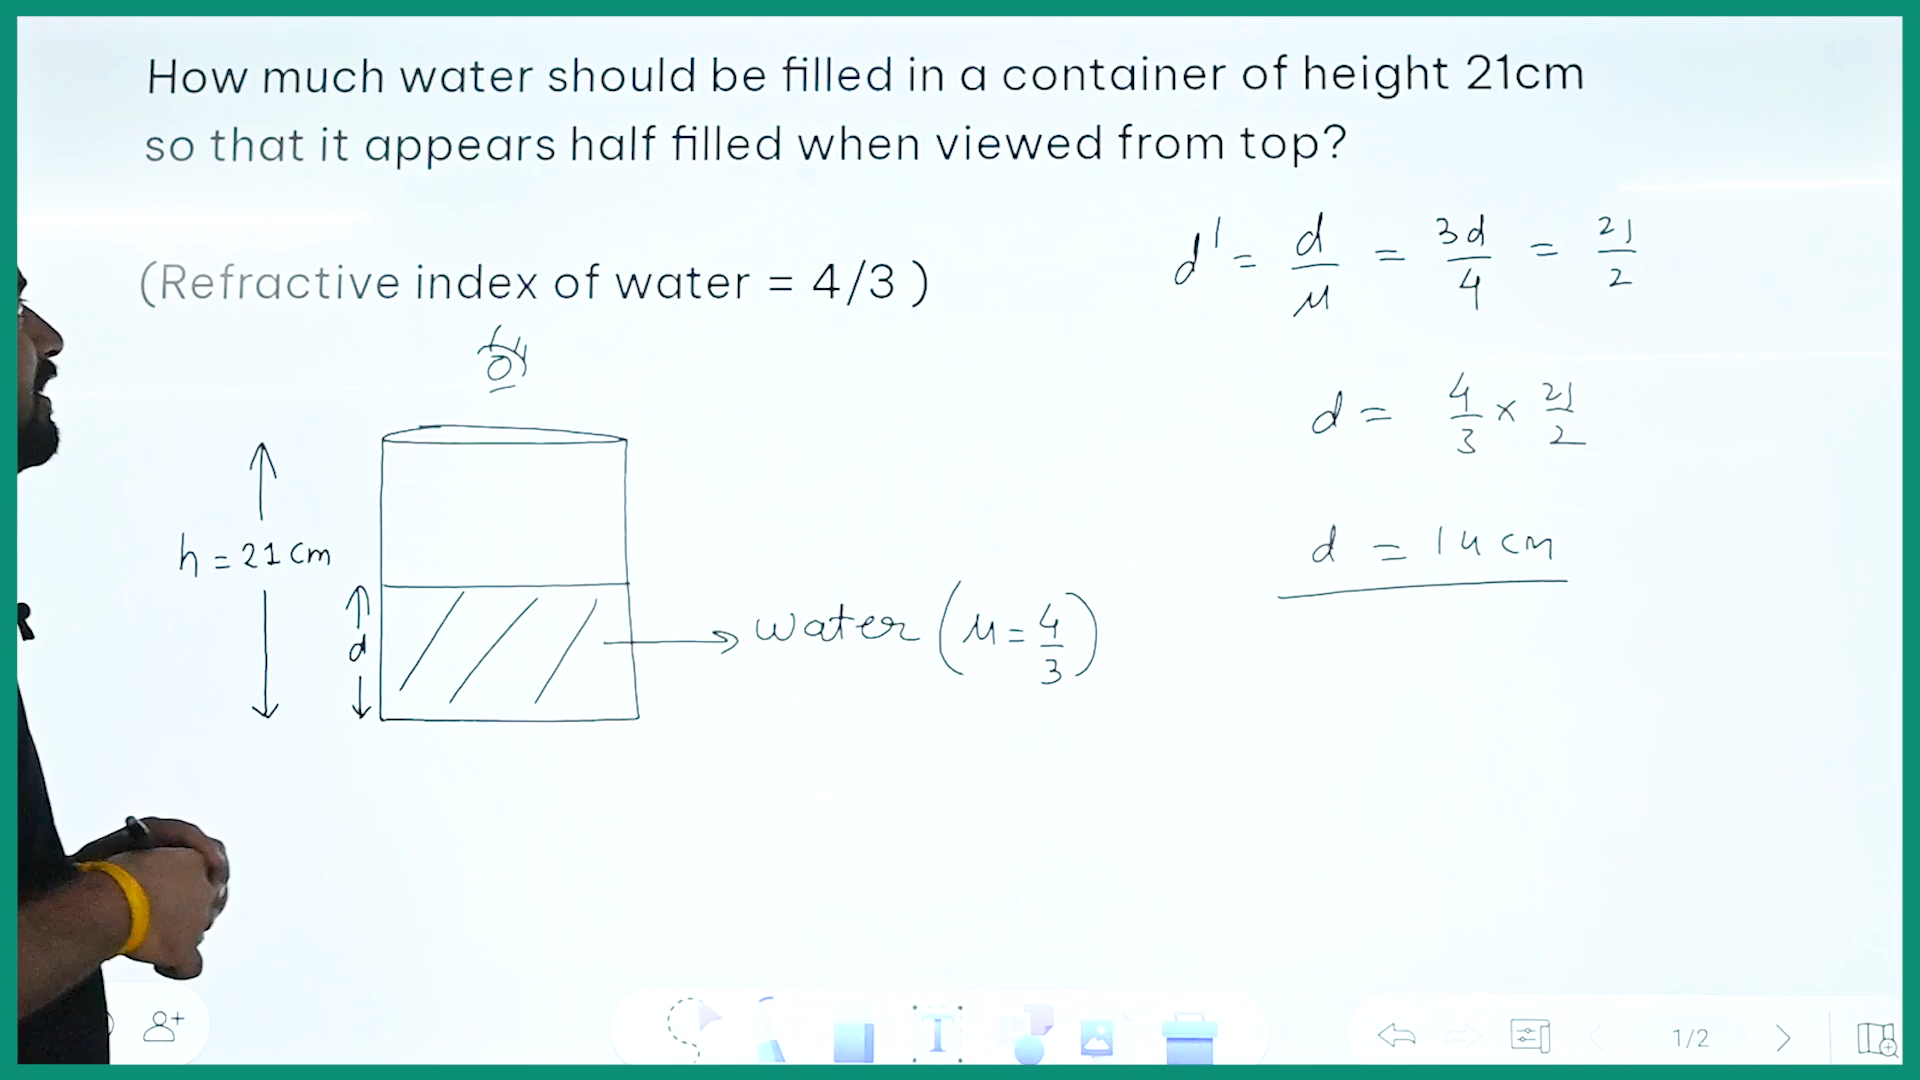 How much water should be filled in a container of height 21cm
so that it appears half filled when viewed from top?
(Refractive index of water = 4/3 )
d' = d/μ = 3d/4 = 21/2
d = 4/3 × 21/2
d = 14 cm
h = 21 cm
d
water (μ = 4/3)
T
1/2